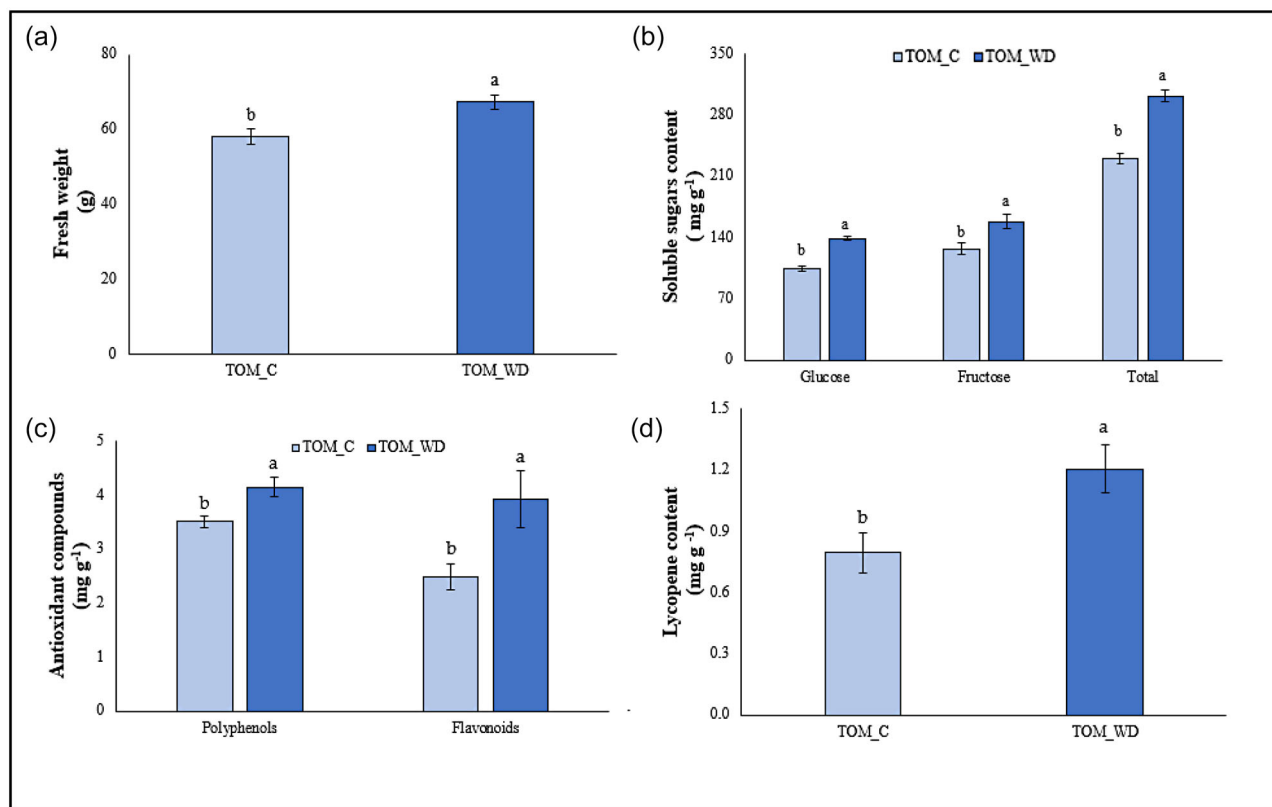 (a)
80
60
40
20
0
Fresh weight
(g)
b
a
TOM_C
TOM_WD
(b)
TOM_C
TOM_WD
350
280
210
140
70
0
Soluble sugars content
( mg g⁻¹)
b
a
b
a
b
a
Glucose
Fructose
Total
(c)
TOM_C
TOM_WD
5
4
3
2
1
0
Antioxidant compounds
(mg g⁻¹)
b
a
b
a
Polyphenols
Flavonoids
(d)
1.5
1.2
0.9
0.6
0.3
0.0
Lycopene content
(mg g⁻¹)
b
a
TOM_C
TOM_WD